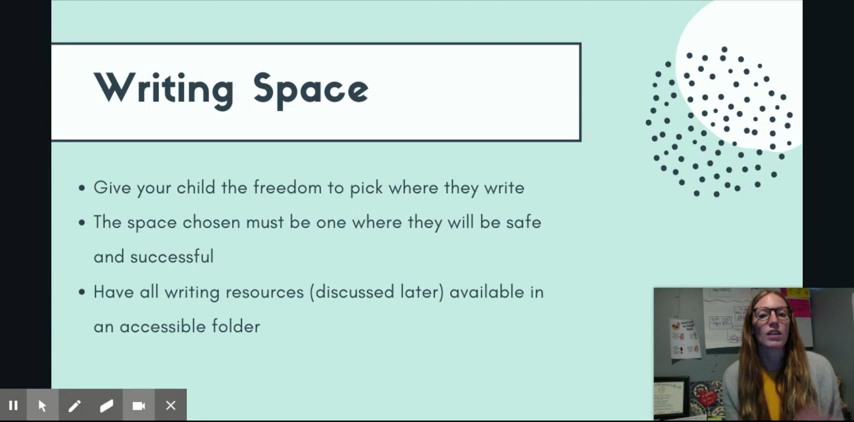 Writing Space
• Give your child the freedom to pick where they write
• The space chosen must be one where they will be safe
and successful
• Have all writing resources (discussed later) available in
an accessible folder